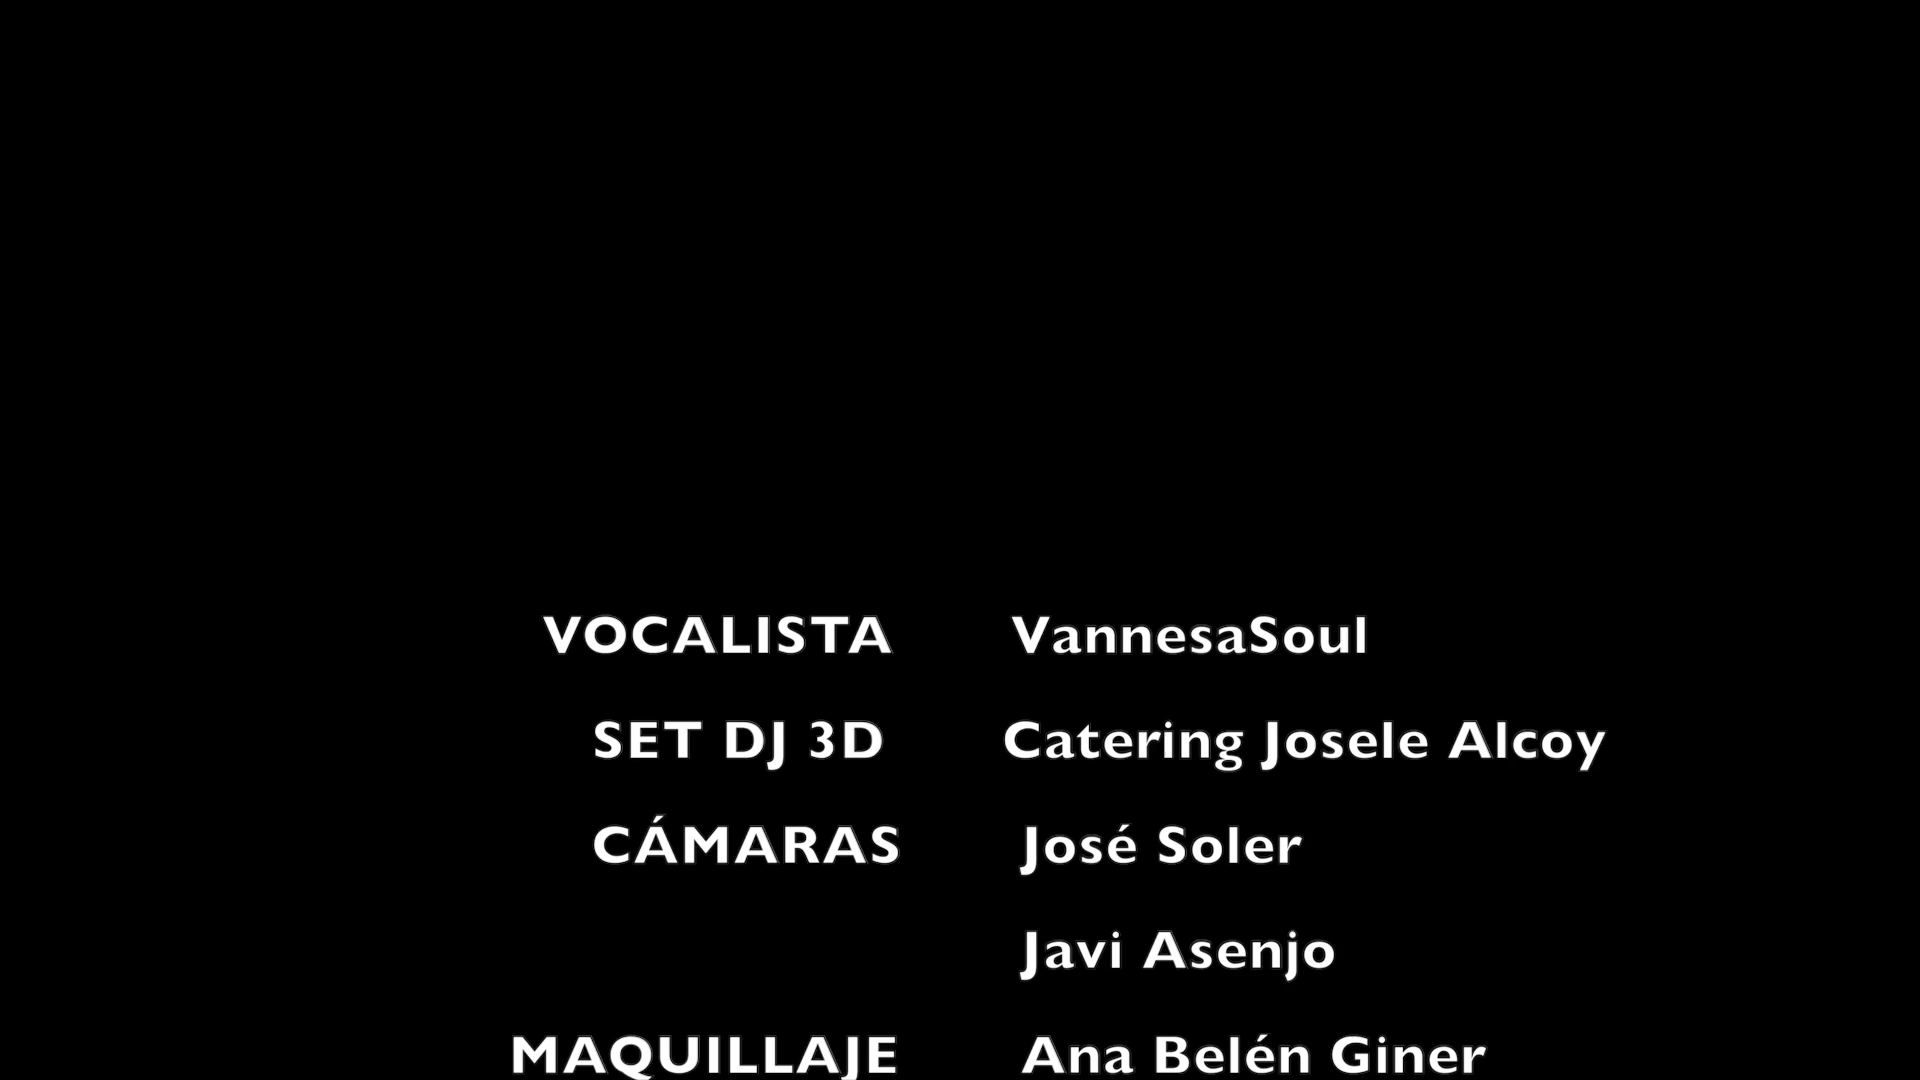 VOCALISTA VannesaSoul
SET DJ 3D Catering Josele Alcoy
CÁMARAS José Soler
Javi Asenjo
MAQUILLAJE Ana Belén Giner